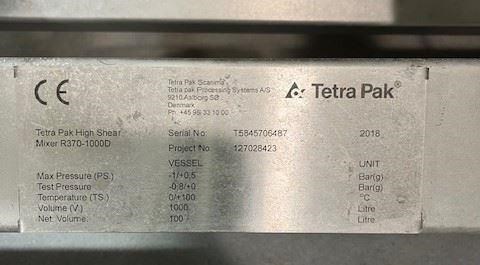 CE
Tetra Pak Scanima
Tetra pak Processing Systems A/S
9210 Aalborg SØ
Denmark
Ph. +45 96 33 10 00
Tetra Pak®
Tetra Pak High Shear Mixer R370-1000D
Serial No: T5845706487 2018
Project No: 127028423
VESSEL UNIT
Max Pressure (PS.) -1/+0,5 Bar(g)
Test Pressure -0,8/+0 Bar(g)
Temperature (TS.) 0/+100 °C
Volume (V.) 1000 Litre
Net. Volume. 100 Litre